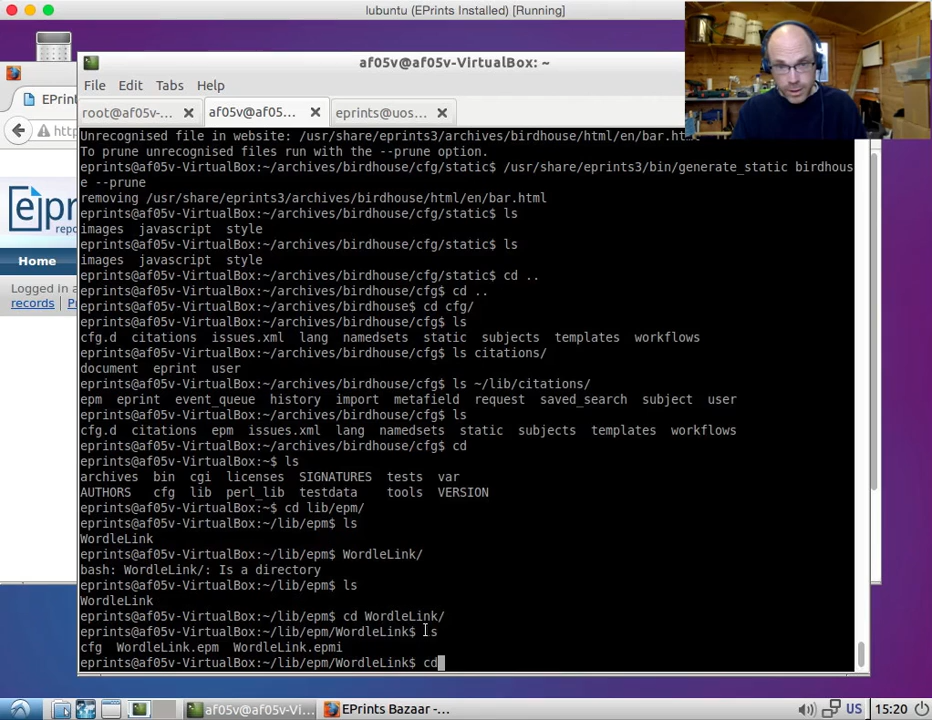 lubuntu (EPrints Installed) [Running]
af05v@af05v-VirtualBox: ~
File Edit Tabs Help
EPri
root@af05v-...
af05v@af05...
eprints@uos...
http
eprin
repo
Home
Logged in a
records P
Unrecognised file in website: /usr/share/eprints3/archives/birdhouse/html/en/bar.html
To prune unrecognised files run with the --prune option.
eprints@af05v-VirtualBox:~/archives/birdhouse/cfg/static$ /usr/share/eprints3/bin/generate_static birdhous
e --prune
removing /usr/share/eprints3/archives/birdhouse/html/en/bar.html
eprints@af05v-VirtualBox:~/archives/birdhouse/cfg/static$ ls
images javascript style
eprints@af05v-VirtualBox:~/archives/birdhouse/cfg/static$ ls
images javascript style
eprints@af05v-VirtualBox:~/archives/birdhouse/cfg/static$ cd ..
eprints@af05v-VirtualBox:~/archives/birdhouse/cfg$ cd ..
eprints@af05v-VirtualBox:~/archives/birdhouse$ cd cfg/
eprints@af05v-VirtualBox:~/archives/birdhouse/cfg$ ls
cfg.d citations issues.xml lang namedsets static subjects templates workflows
eprints@af05v-VirtualBox:~/archives/birdhouse/cfg$ ls citations/
document eprint user
eprints@af05v-VirtualBox:~/archives/birdhouse/cfg$ ls ~/lib/citations/
epm eprint event_queue history import metafield request saved_search subject user
eprints@af05v-VirtualBox:~/archives/birdhouse/cfg$ ls
cfg.d citations epm issues.xml lang namedsets static subjects templates workflows
eprints@af05v-VirtualBox:~/archives/birdhouse/cfg$ cd
eprints@af05v-VirtualBox:~$ ls
archives bin cgi licenses SIGNATURES tests var
AUTHORS cfg lib perl_lib testdata tools VERSION
eprints@af05v-VirtualBox:~$ cd lib/epm/
eprints@af05v-VirtualBox:~/lib/epm$ ls
WordleLink
eprints@af05v-VirtualBox:~/lib/epm$ WordleLink/
bash: WordleLink/: Is a directory
eprints@af05v-VirtualBox:~/lib/epm$ ls
WordleLink
eprints@af05v-VirtualBox:~/lib/epm$ cd WordleLink/
eprints@af05v-VirtualBox:~/lib/epm/WordleLink$ ls
cfg WordleLink.epm WordleLink.epmi
eprints@af05v-VirtualBox:~/lib/epm/WordleLink$ cd
af05v@af05v-Vi...
EPrints Bazaar -...
US
15:20